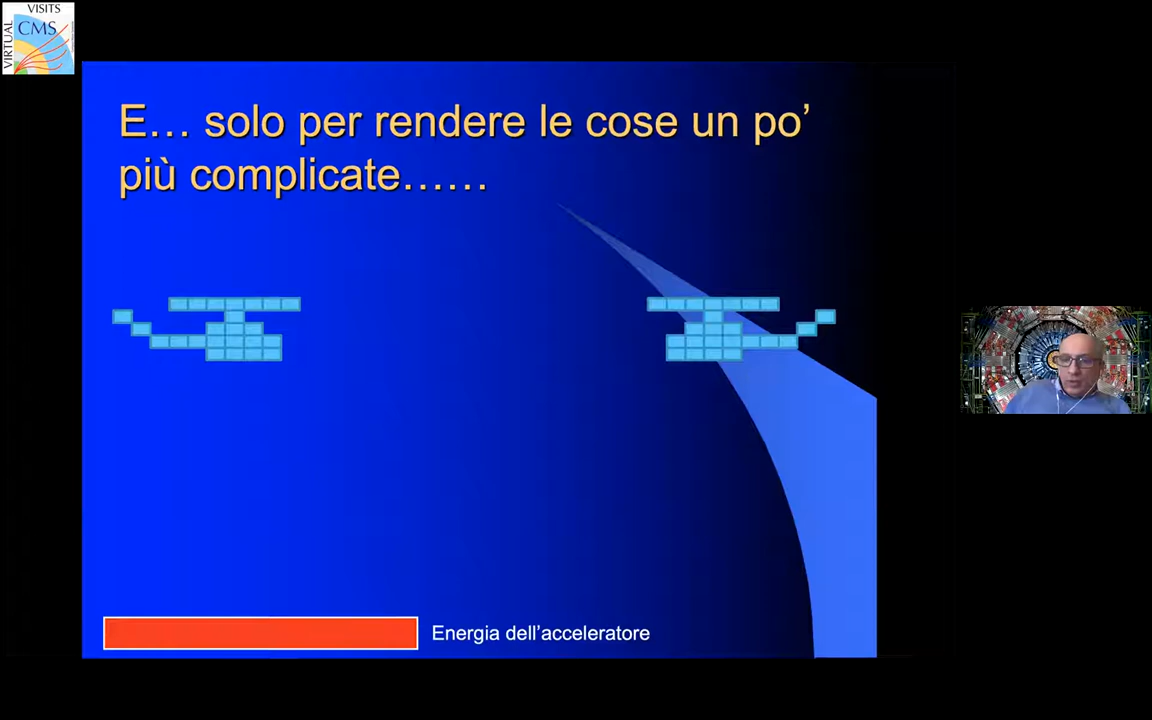 VISITS
VIRTUAL
CMS
E… solo per rendere le cose un po’
più complicate……
Energia dell’acceleratore